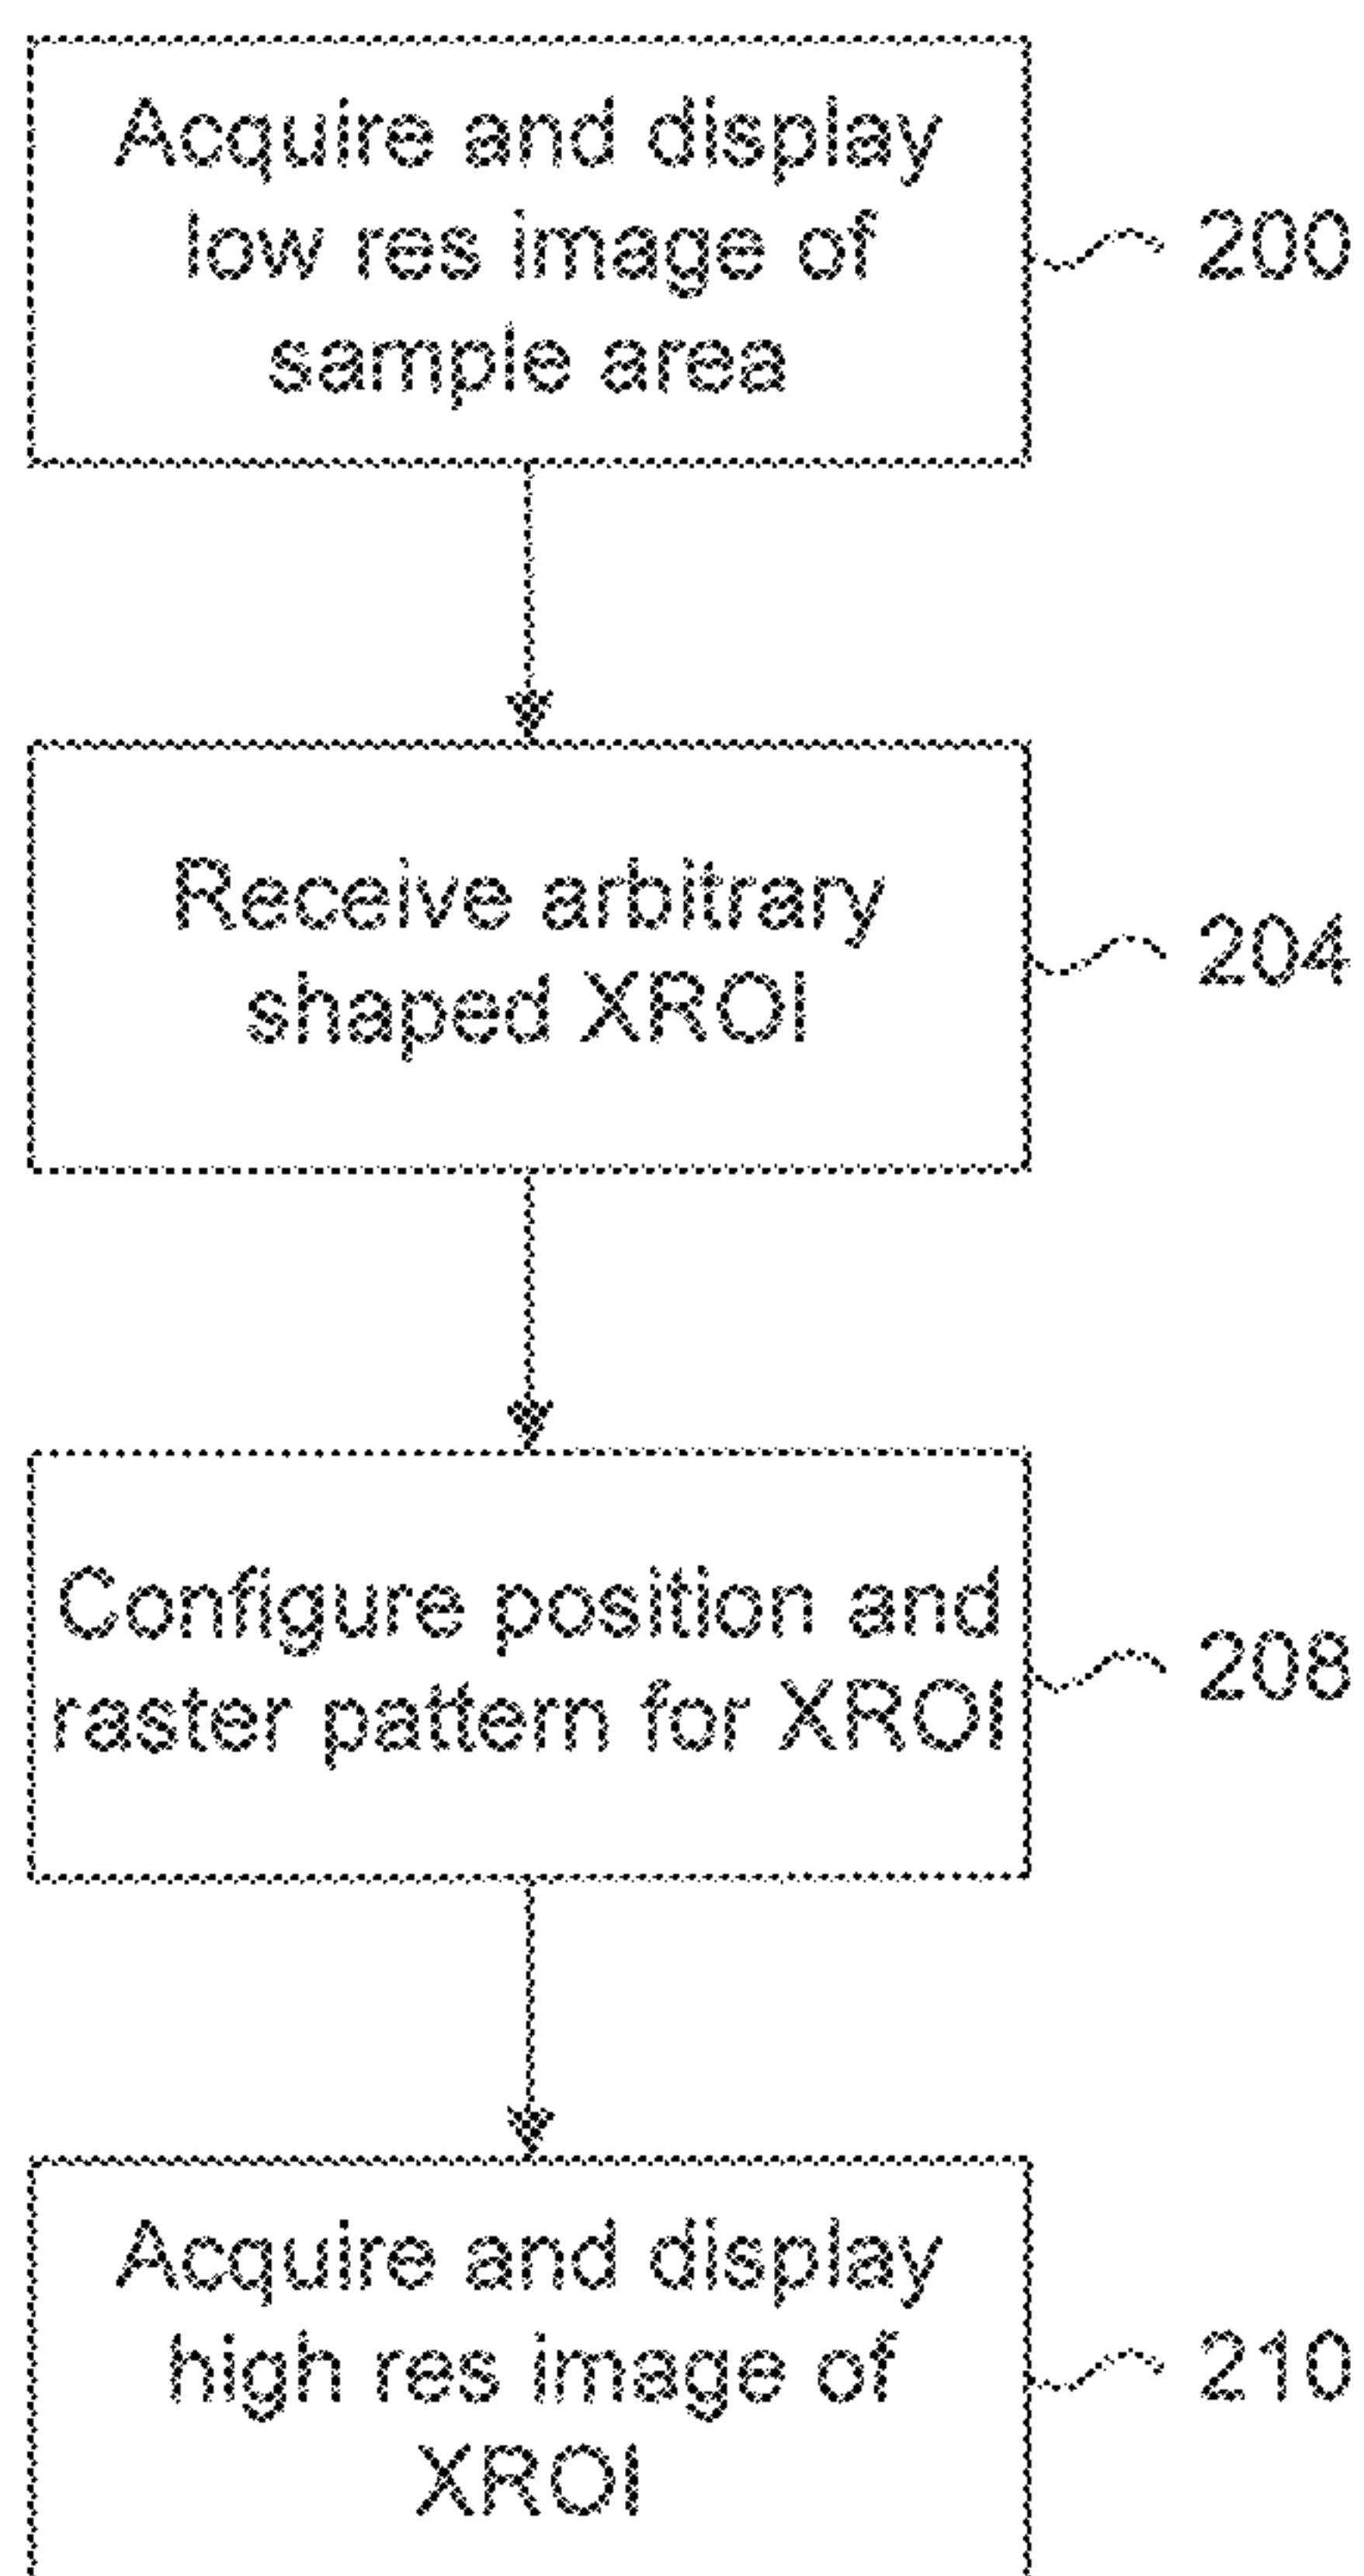 Acquire and display
low res image of
sample area
200
Receive arbitrary
shaped XROI
204
Configure position and
raster pattern for XROI
208
Acquire and display
high res image of
XROI
210